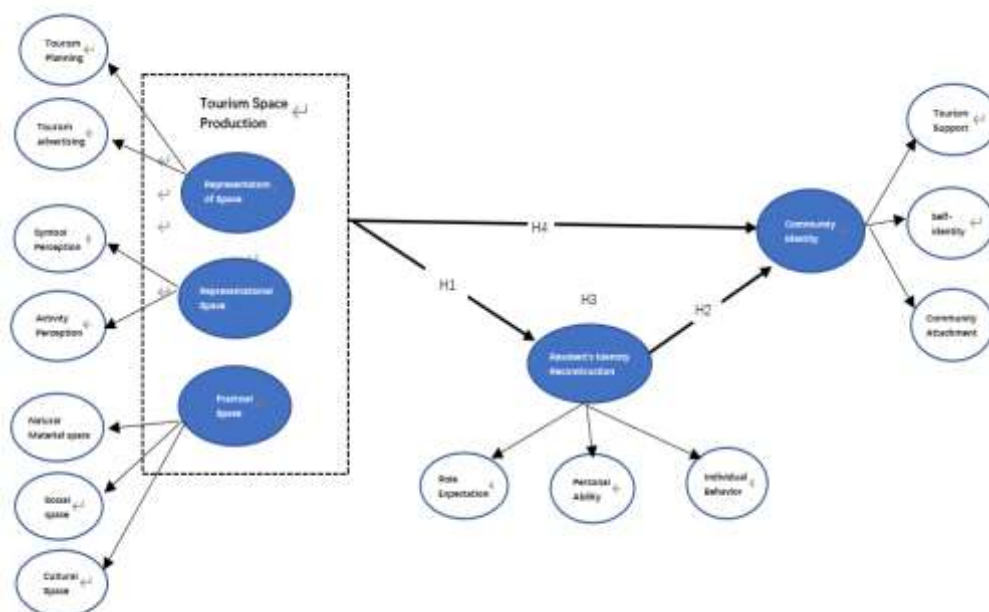 Tourism
Planning
Tourism
advertising
Symbol
Perception
Activity
Perception
Natural
Material space
Social
space
Cultural
Space
Tourism Space
Production
Representation
of Space
Representational
Space
Practical
Space
H4
H1
H3
H2
Resident's Identity
Reconstruction
Role
Expectation
Personal
Ability
Individual
Behavior
Community
Identity
Tourism
Support
Self-
Identity
Community
Attachment